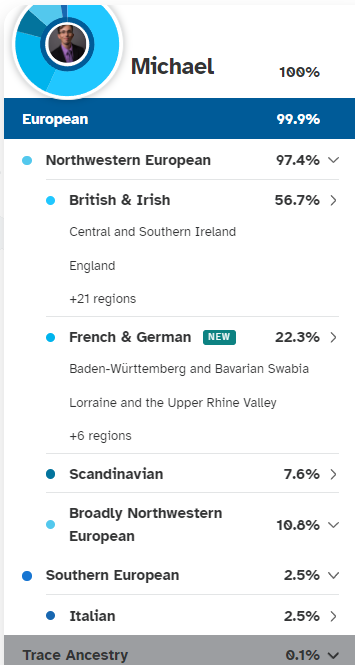 Michael 100%
European 99.9%
Northwestern European 97.4%
British & Irish 56.7%
Central and Southern Ireland
England
+21 regions
French & German NEW 22.3%
Baden-Württemberg and Bavarian Swabia
Lorraine and the Upper Rhine Valley
+6 regions
Scandinavian 7.6%
Broadly Northwestern
European 10.8%
Southern European 2.5%
Italian 2.5%
Trace Ancestry 0.1%